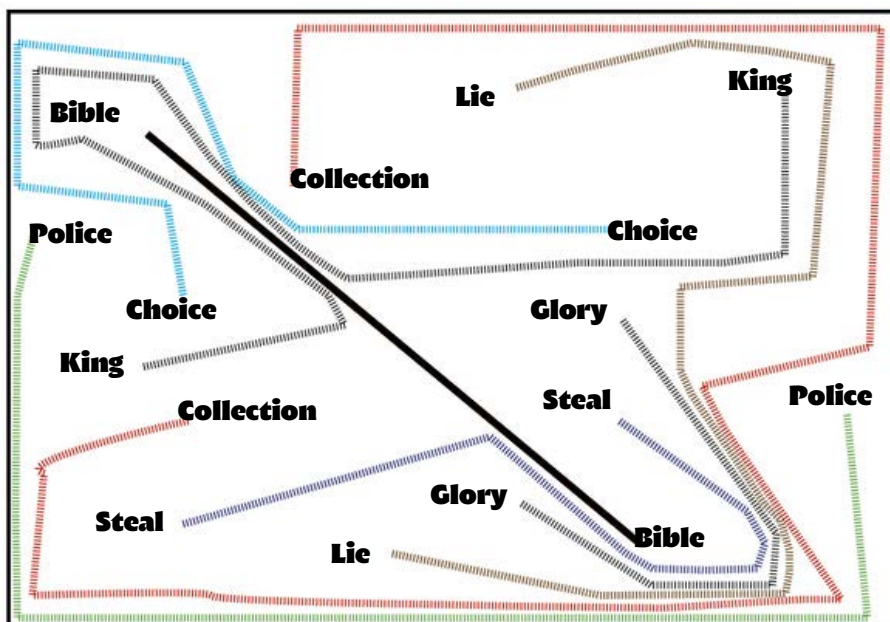 King
Lie
Bible
Collection
Choice
Police
Glory
Choice
King
Collection
Steal
Police
Glory
Steal
Bible
Lie